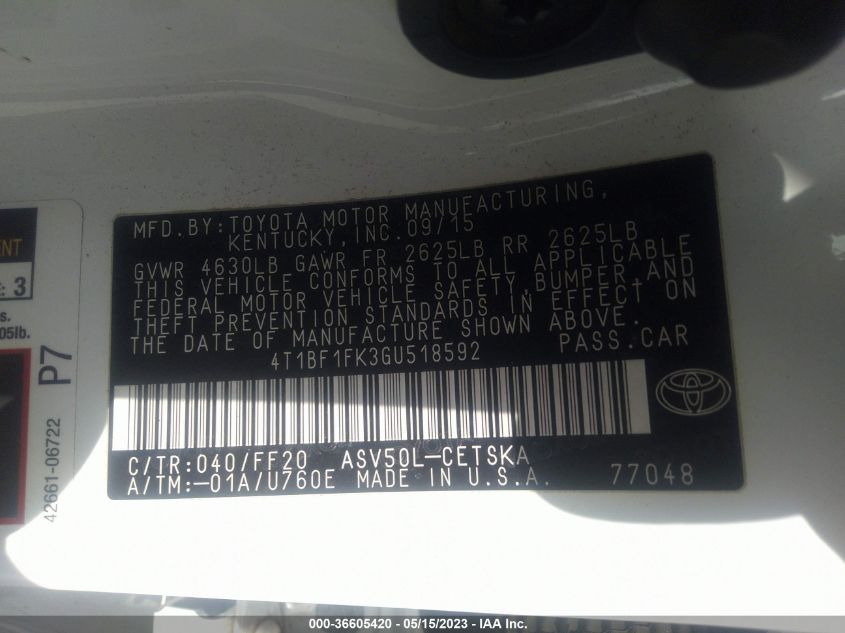 MFD.BY:TOYOTA MOTOR MANUFACTURING,
KENTUCKY,INC.09/15
GVWR 4630LB GAWR FR 2625LB RR 2625LB
THIS VEHICLE CONFORMS TO ALL APPLICABLE
FEDERAL MOTOR VEHICLE SAFETY,BUMPER,AND
THEFT PREVENTION STANDARDS IN EFFECT ON
THE DATE OF MANUFACTURE SHOWN ABOVE.
4T1BF1FK3GU518592 PASS.CAR
C/TR:040/FF20 ASV50L-CETSKA
A/TM:-01A/U760E MADE IN U.S.A. 77048
3
05lb.
P7
42661-06722
000-36605420 - 05/15/2023 - IAA Inc.